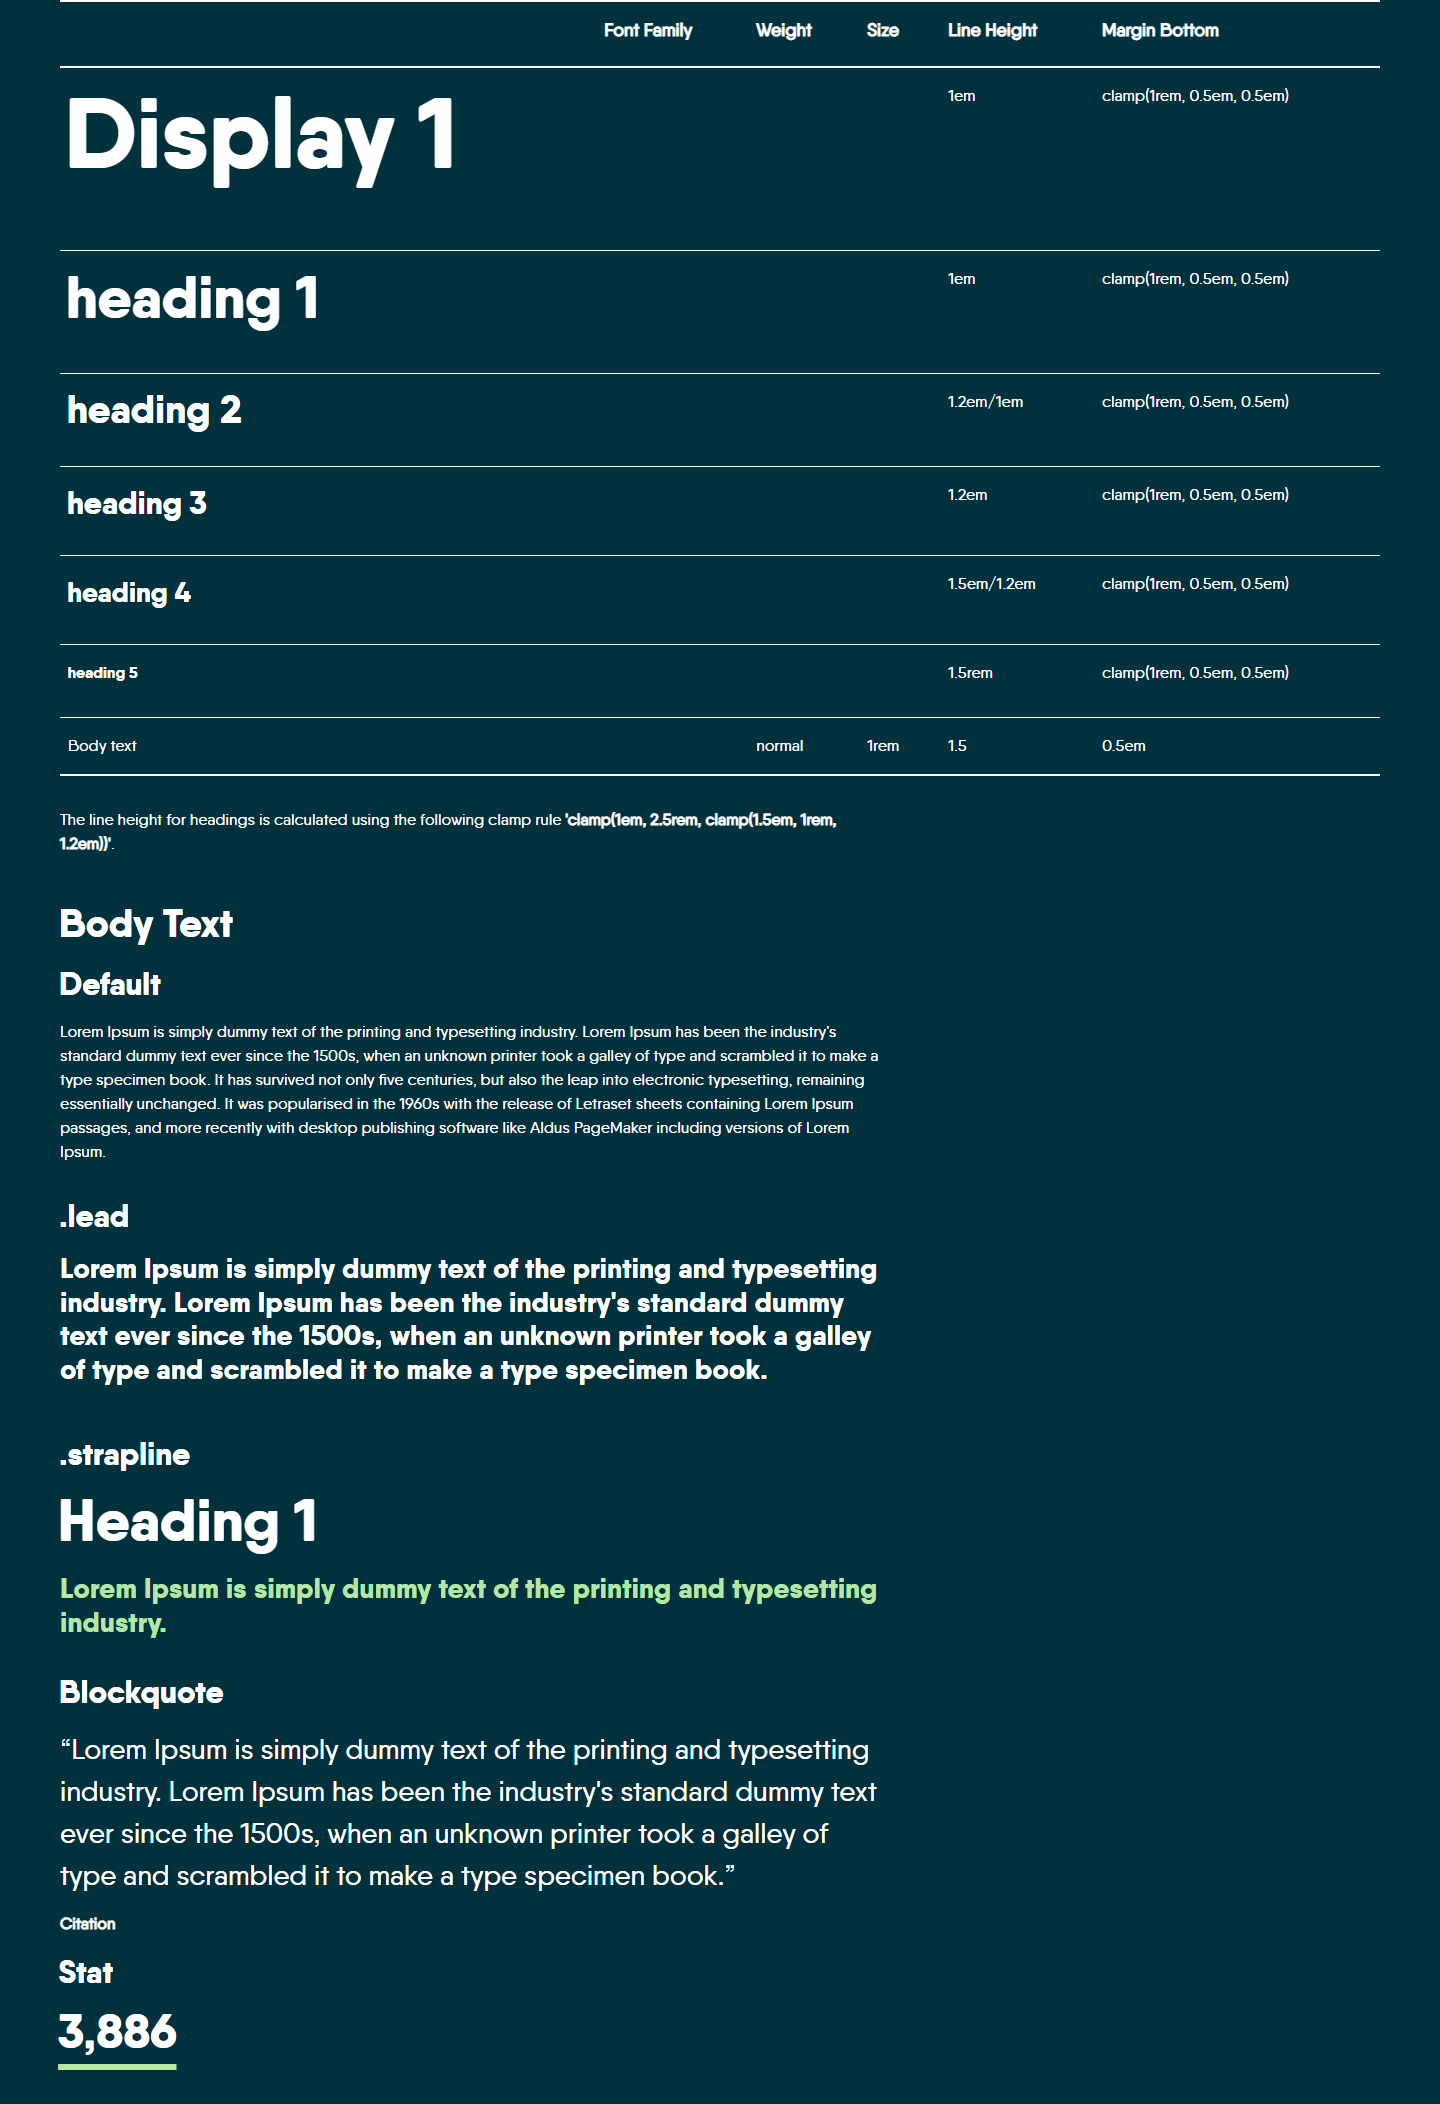 Font Family Weight Size Line Height Margin Bottom
Display 1 1em clamp(1rem, 0.5em, 0.5em)
heading 1 1em clamp(1rem, 0.5em, 0.5em)
heading 2 1.2em/1em clamp(1rem, 0.5em, 0.5em)
heading 3 1.2em clamp(1rem, 0.5em, 0.5em)
heading 4 1.5em/1.2em clamp(1rem, 0.5em, 0.5em)
heading 5 1.5rem clamp(1rem, 0.5em, 0.5em)
Body text normal 1rem 1.5 0.5em
The line height for headings is calculated using the following clamp rule 'clamp(1em, 2.5rem, clamp(1.5em, 1rem,
1.2em))'.
Body Text
Default
Lorem Ipsum is simply dummy text of the printing and typesetting industry. Lorem Ipsum has been the industry's
standard dummy text ever since the 1500s, when an unknown printer took a galley of type and scrambled it to make a
type specimen book. It has survived not only five centuries, but also the leap into electronic typesetting, remaining
essentially unchanged. It was popularised in the 1960s with the release of Letraset sheets containing Lorem Ipsum
passages, and more recently with desktop publishing software like Aldus PageMaker including versions of Lorem
Ipsum.
.lead
Lorem Ipsum is simply dummy text of the printing and typesetting
industry. Lorem Ipsum has been the industry's standard dummy
text ever since the 1500s, when an unknown printer took a galley
of type and scrambled it to make a type specimen book.
.strapline
Heading 1
Lorem Ipsum is simply dummy text of the printing and typesetting
industry.
Blockquote
“Lorem Ipsum is simply dummy text of the printing and typesetting
industry. Lorem Ipsum has been the industry's standard dummy text
ever since the 1500s, when an unknown printer took a galley of
type and scrambled it to make a type specimen book.”
Citation
Stat
3,886